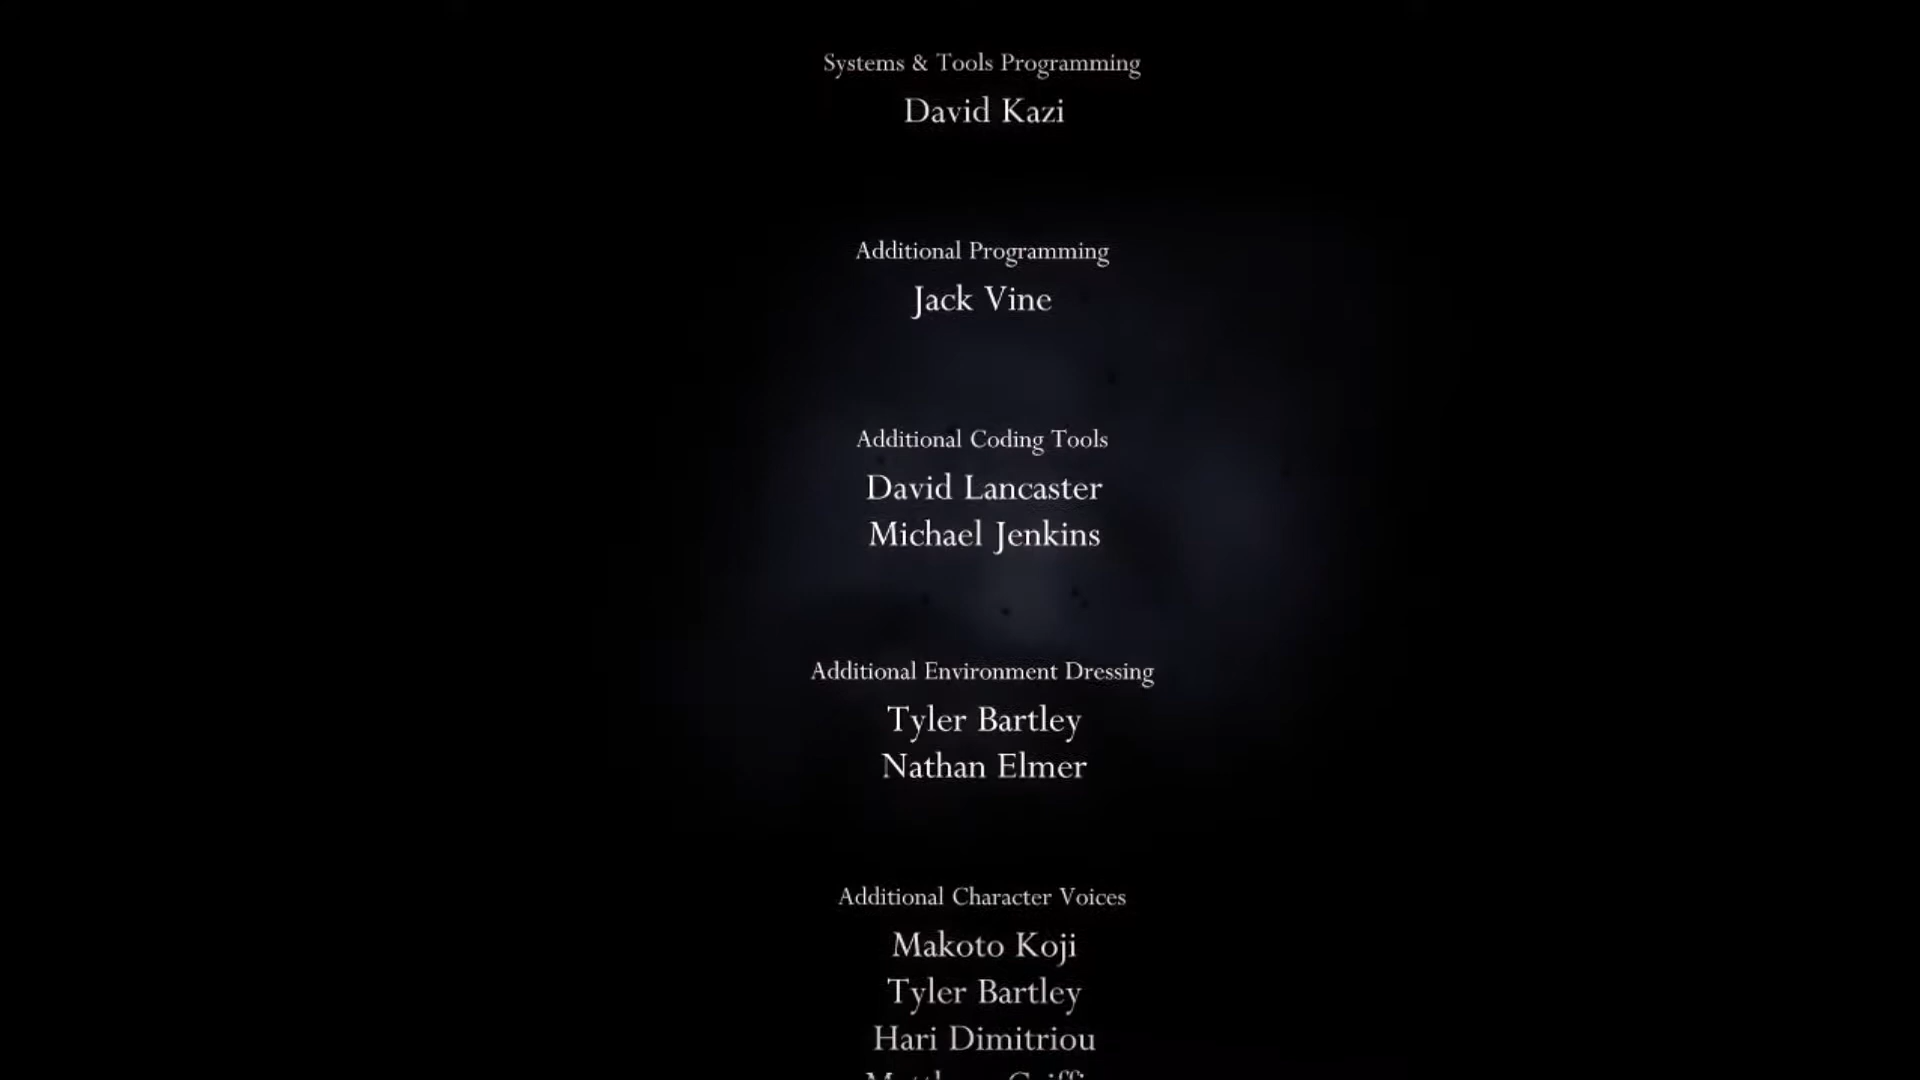 Systems & Tools Programming
David Kazi
Additional Programming
Jack Vine
Additional Coding Tools
David Lancaster
Michael Jenkins
Additional Environment Dressing
Tyler Bartley
Nathan Elmer
Additional Character Voices
Makoto Koji
Tyler Bartley
Hari Dimitriou